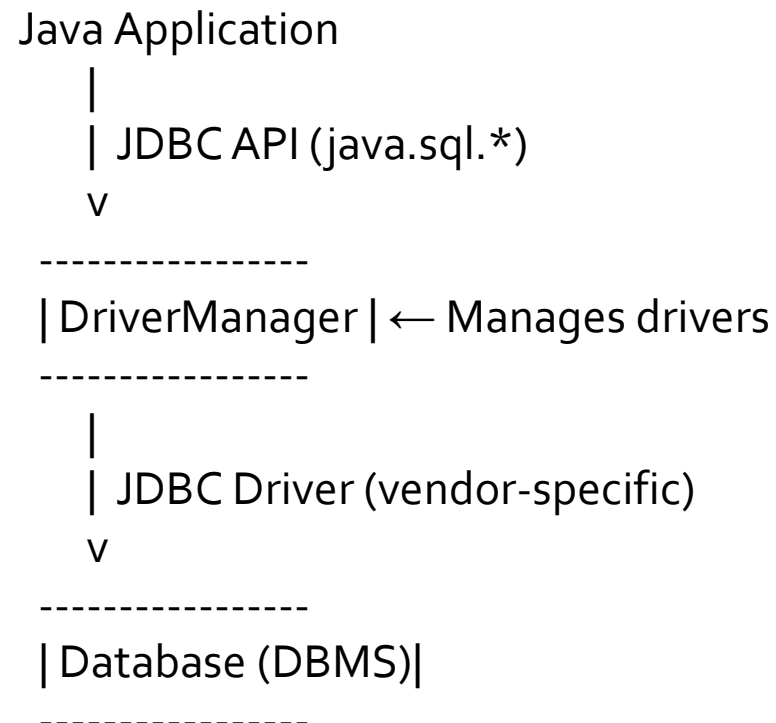 Java Application
|
| JDBC API (java.sql.*)
v
-----------------
| DriverManager | ← Manages drivers
-----------------
|
| JDBC Driver (vendor-specific)
v
-----------------
| Database (DBMS)|
-----------------